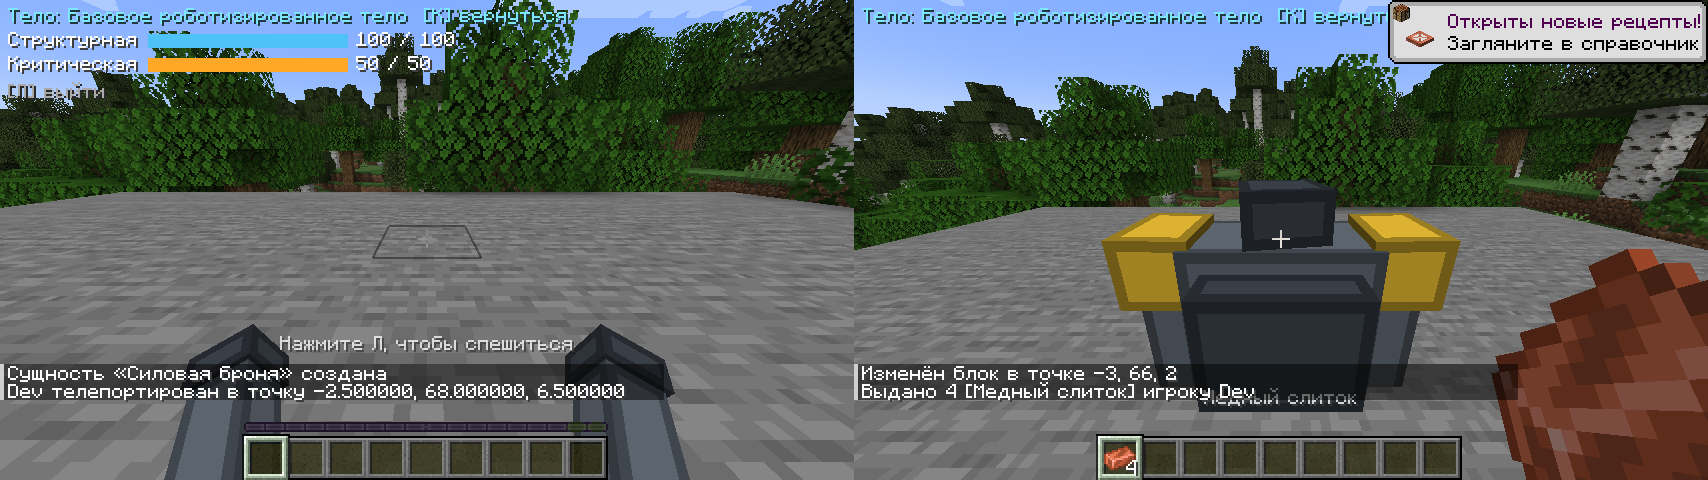 Тело: Базовое роботизированное тело [К] вернуться
Структурная 100 / 100
Критическая 50 / 50
[Л] выйти
Нажмите Л, чтобы спешиться
Сущность «Силовая броня» создана
Dev телепортирован в точку -2.500000, 68.000000, 6.500000
Тело: Базовое роботизированное тело [К] вернут
Открыты новые рецепты!
Загляните в справочник
Изменён блок в точке -3, 66, 2
Выдано 4 [Медный слиток] игроку Dev
Медный слиток
4